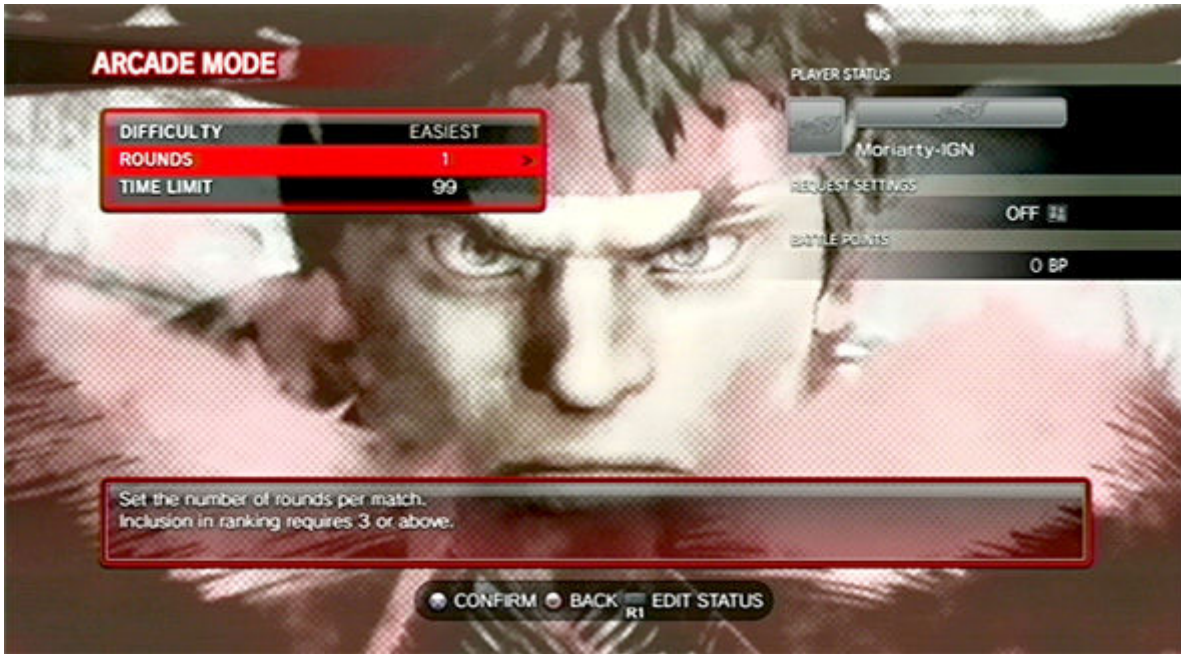 ARCADE MODE
DIFFICULTY EASIEST
ROUNDS 1 >
TIME LIMIT 99
PLAYER STATUS
Moriarty-IGN
REQUEST SETTINGS
OFF
BATTLE POINTS
0 BP
Set the number of rounds per match.
Inclusion in ranking requires 3 or above.
CONFIRM BACK R1 EDIT STATUS